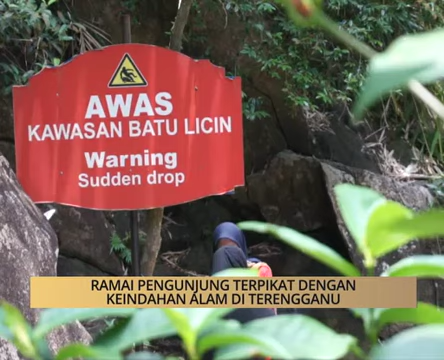 AWAS
KAWASAN BATU LICIN
Warning
Sudden drop
RAMAI PENGUNJUNG TERPIKAT DENGAN
KEINDAHAN ALAM DI TERENGGANU